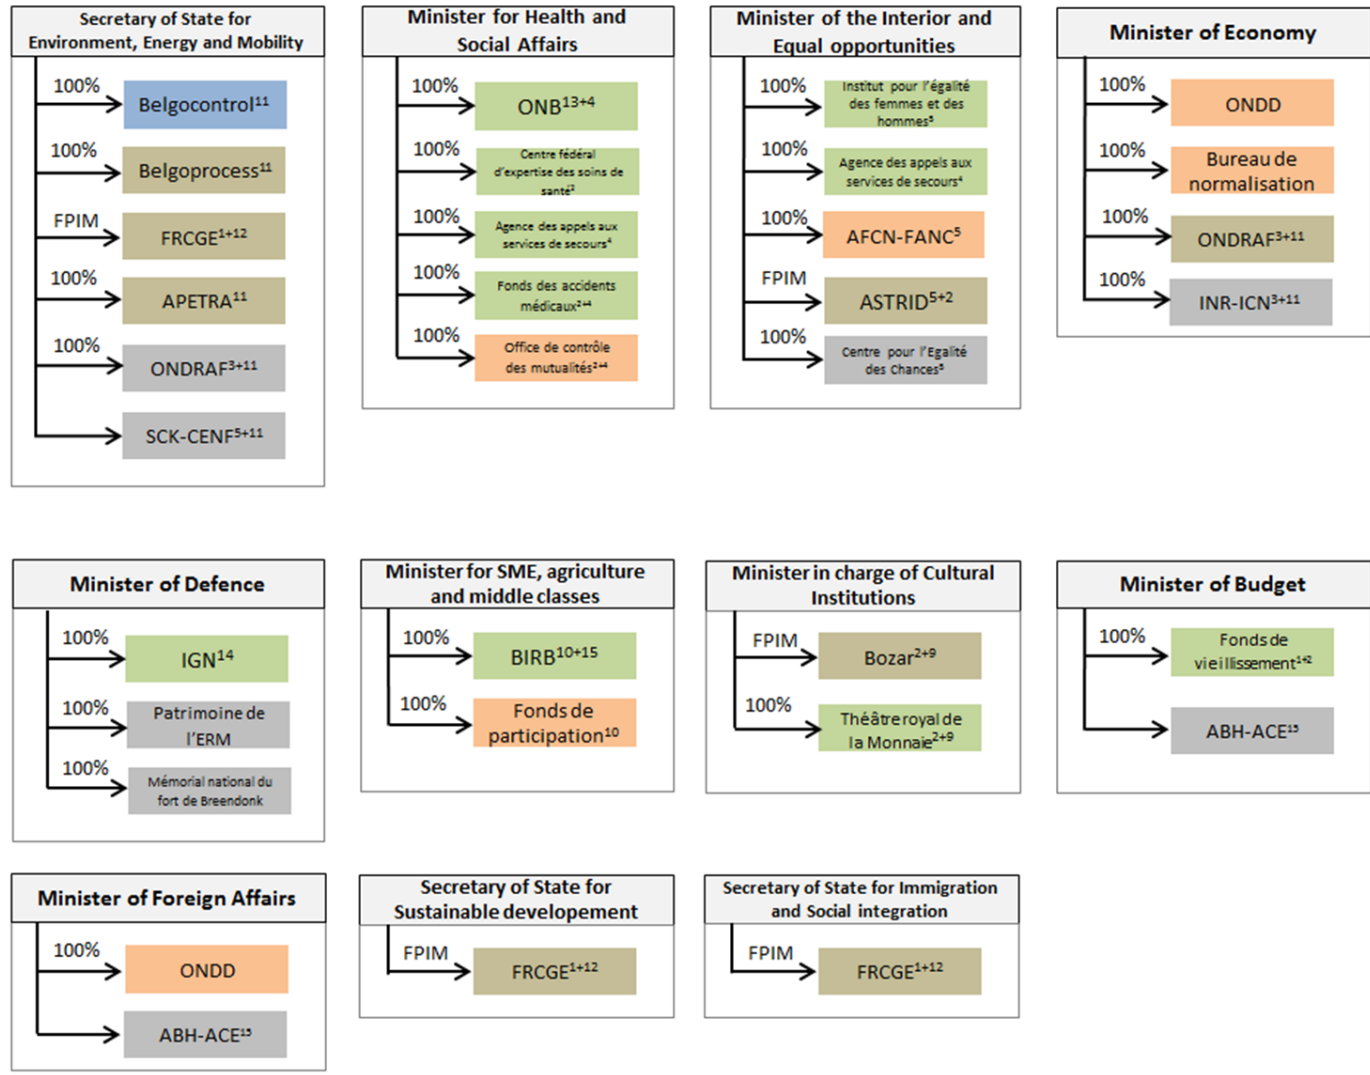 Secretary of State for
Environment, Energy and Mobility
100%
Belgocontrol¹¹
100%
Belgoprocess¹¹
FPIM
FRCGE¹⁺¹²
100%
APETRA¹¹
100%
ONDRAF³⁺¹¹
SCK-CENF⁵⁺¹¹
Minister for Health and
Social Affairs
100%
ONB¹³⁺⁴
100%
Centre fédéral
d'expertise des soins de
santé²
100%
Agence des appels aux
services de secours⁴
100%
Fonds des accidents
médicaux²⁺⁴
100%
Office de contrôle
des mutualités²⁺⁴
Minister of the Interior and
Equal opportunities
100%
Institut pour l'égalité
des femmes et des
hommes⁵
100%
Agence des appels aux
services de secours⁴
100%
AFCN-FANC⁵
FPIM
ASTRID⁵⁺²
100%
Centre pour l'Egalité
des Chances⁵
Minister of Economy
100%
ONDD
100%
Bureau de
normalisation
100%
ONDRAF³⁺¹¹
100%
INR-ICN³⁺¹¹
Minister of Defence
100%
IGN¹⁴
100%
Patrimoine de
l'ERM
100%
Mémorial national du
fort de Breendonk
Minister for SME, agriculture
and middle classes
100%
BIRB¹⁰⁺¹⁵
100%
Fonds de
participation¹⁰
Minister in charge of Cultural
Institutions
FPIM
Bozar²⁺⁹
100%
Théâtre royal de
la Monnaie²⁺⁹
Minister of Budget
100%
Fonds de
vieillissement¹⁺²
ABH-ACE¹⁵
Minister of Foreign Affairs
100%
ONDD
ABH-ACE¹⁵
Secretary of State for
Sustainable developement
FPIM
FRCGE¹⁺¹²
Secretary of State for Immigration
and Social integration
FPIM
FRCGE¹⁺¹²